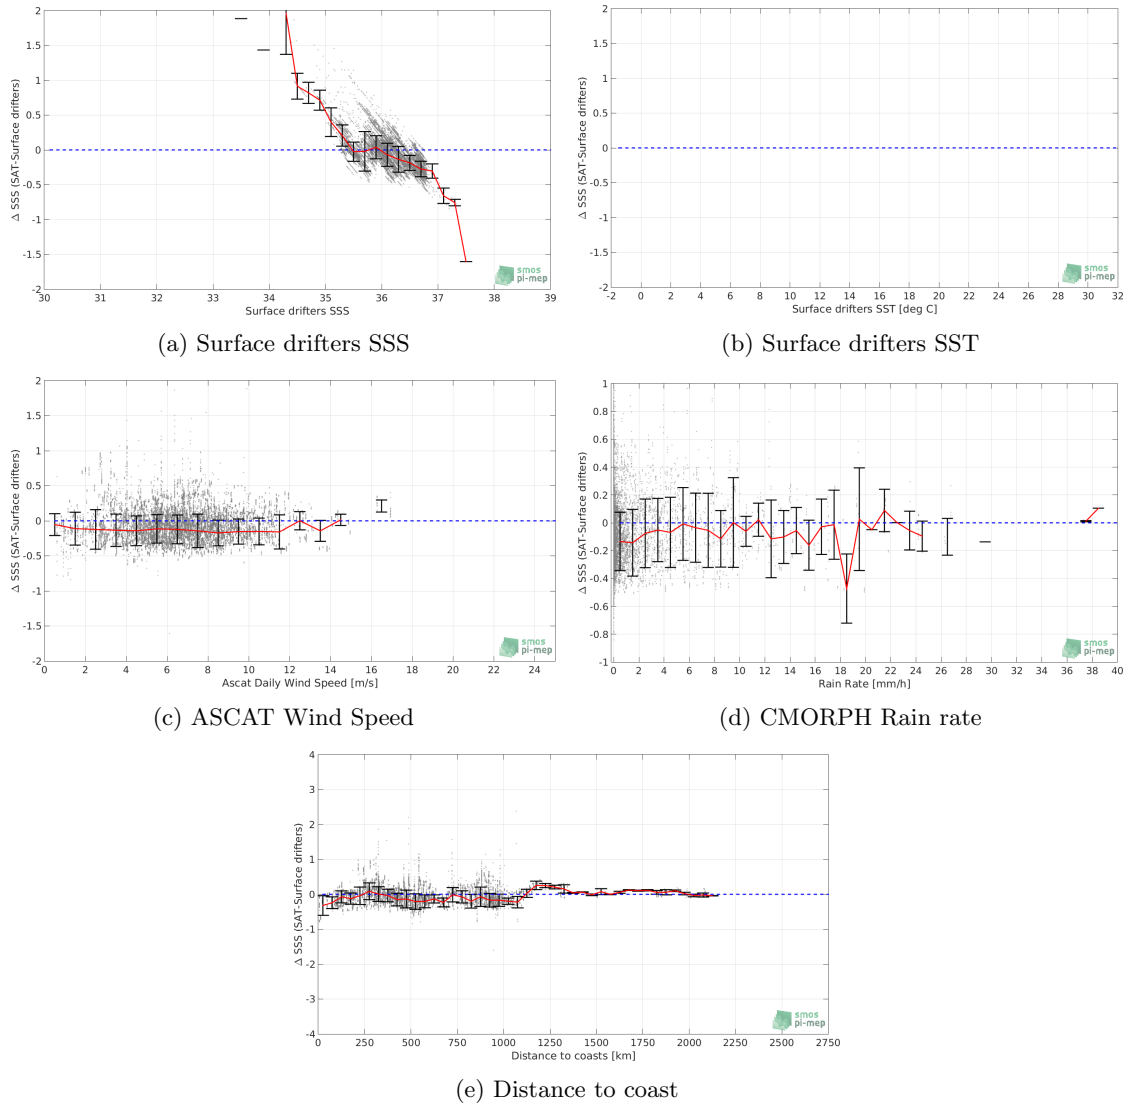 2
1.5
1
0.5
0
-0.5
-1
-1.5
-2
Δ SSS (SAT-Surface drifters)
30 31 32 33 34 35 36 37 38 39
Surface drifters SSS
smos
pi-mep
(a) Surface drifters SSS
2
1.5
1
0.5
0
-0.5
-1
-1.5
-2
Δ SSS (SAT-Surface drifters)
-2 0 2 4 6 8 10 12 14 16 18 20 22 24 26 28 30 32
Surface drifters SST [deg C]
smos
pi-mep
(b) Surface drifters SST
2
1.5
1
0.5
0
-0.5
-1
-1.5
-2
Δ SSS (SAT-Surface drifters)
0 2 4 6 8 10 12 14 16 18 20 22 24
Ascat Daily Wind Speed [m/s]
smos
pi-mep
(c) ASCAT Wind Speed
1
0.8
0.6
0.4
0.2
0
-0.2
-0.4
-0.6
-0.8
-1
Δ SSS (SAT-Surface drifters)
0 2 4 6 8 10 12 14 16 18 20 22 24 26 28 30 32 34 36 38 40
Rain Rate [mm/h]
smos
pi-mep
(d) CMORPH Rain rate
4
3
2
1
0
-1
-2
-3
-4
Δ SSS (SAT-Surface drifters)
0 250 500 750 1000 1250 1500 1750 2000 2250 2500 2750
Distance to coasts [km]
smos
pi-mep
(e) Distance to coast